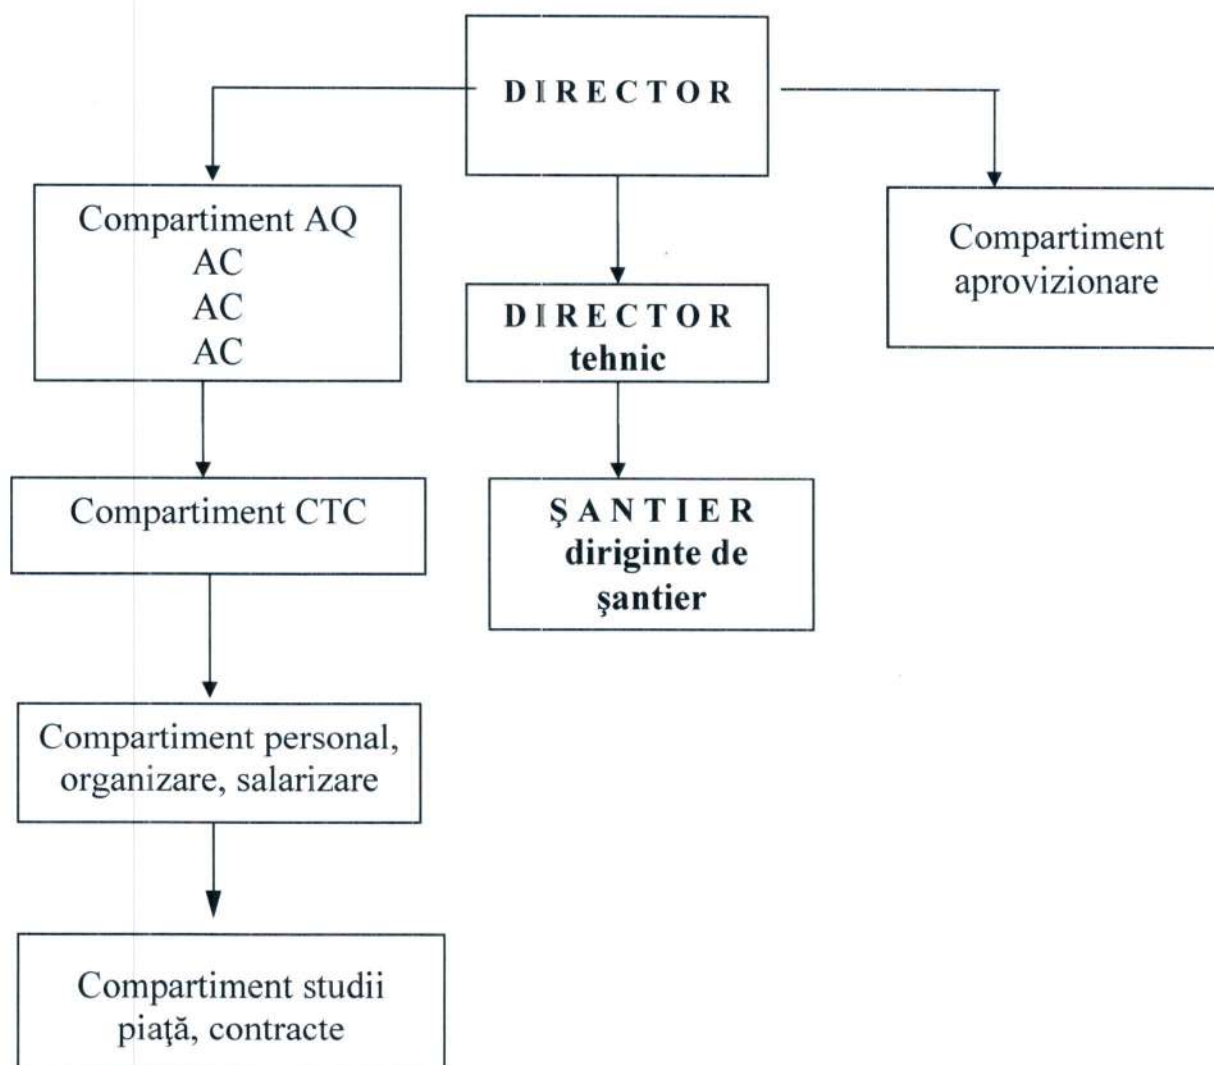 DIRECTOR
Compartiment AQ
AC
AC
AC
Compartiment
aprovizionare
DIRECTOR
tehnic
Compartiment CTC
ŞANTIER
diriginte de
şantier
Compartiment personal,
organizare, salarizare
Compartiment studii
piaţă, contracte